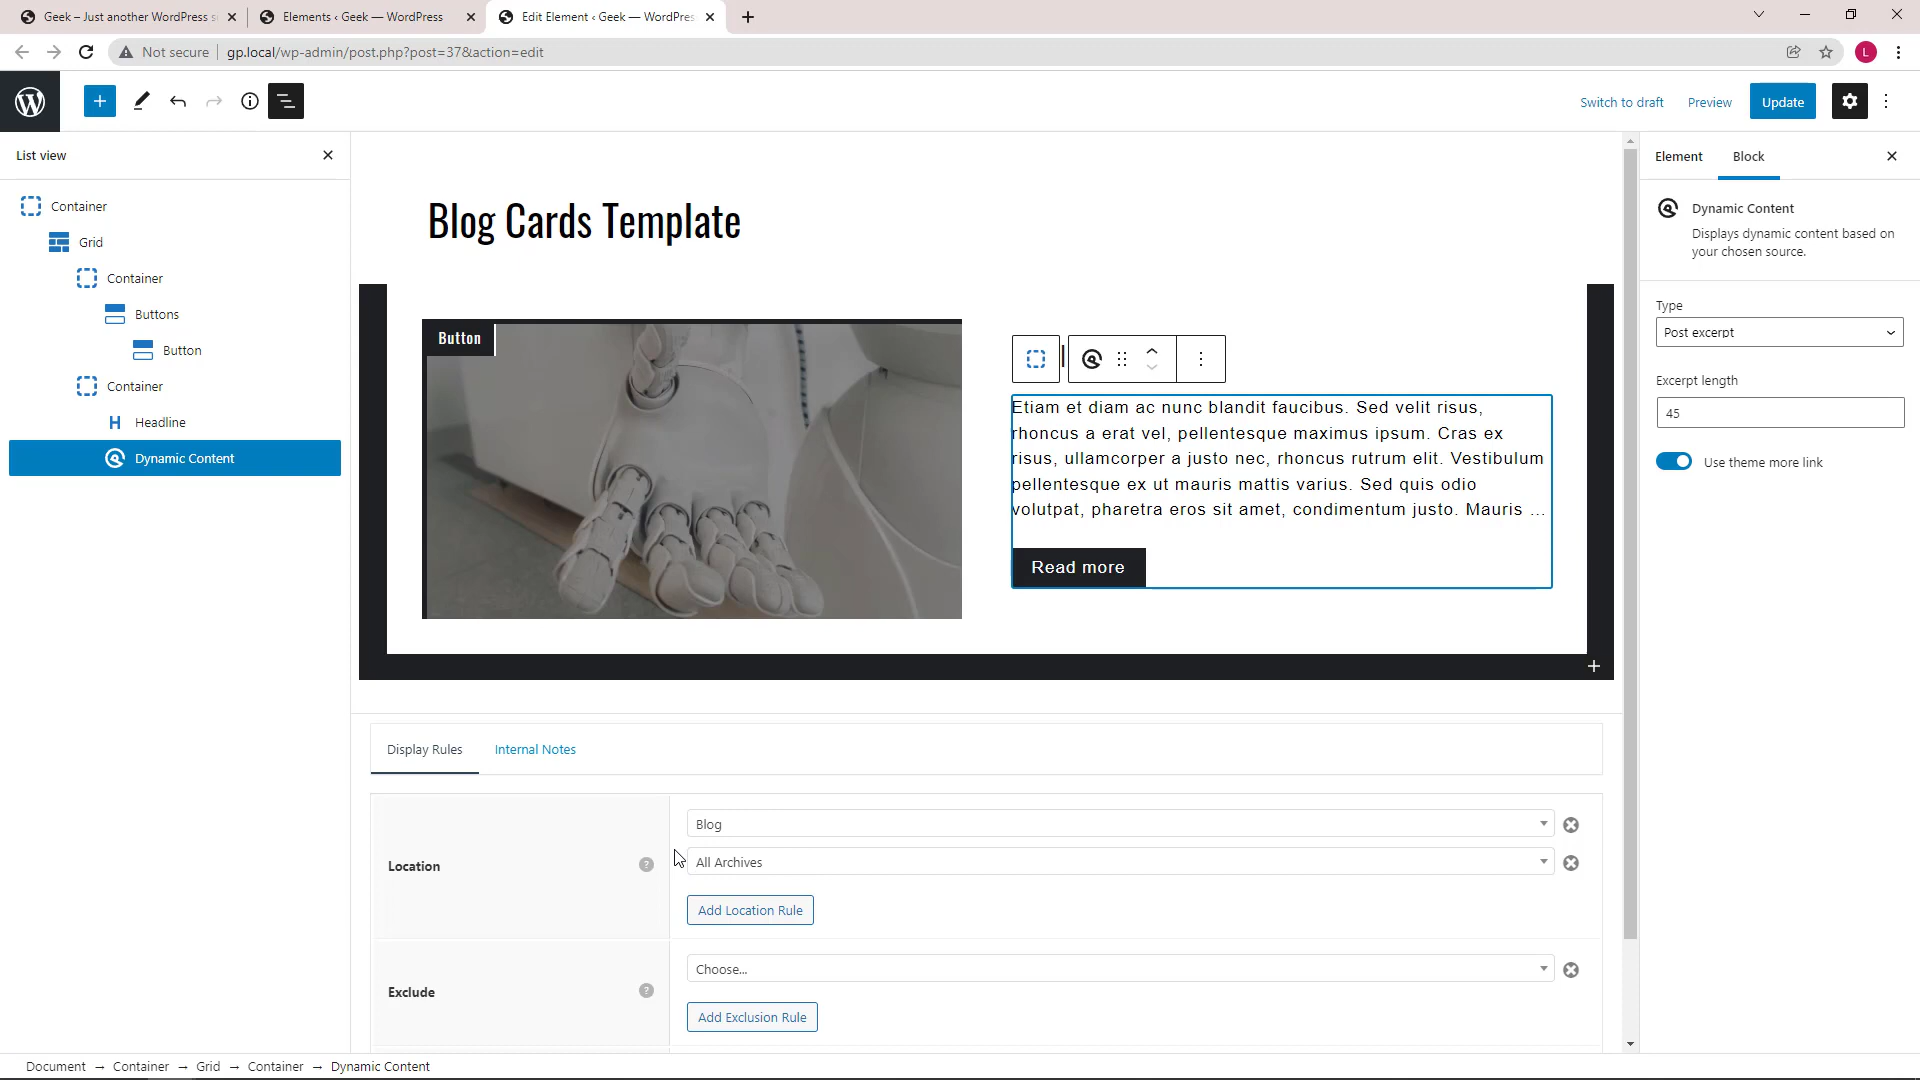 Geek – Just another WordPress s
Elements ‹ Geek — WordPress
Edit Element ‹ Geek — WordPres
Not secure
gp.local/wp-admin/post.php?post=37&action=edit
L
Switch to draft
Preview
Update
List view
Container
Grid
Container
Buttons
Button
Container
Headline
Dynamic Content
Blog Cards Template
Button
Etiam et diam ac nunc blandit faucibus. Sed velit risus,
rhoncus a erat vel, pellentesque maximus ipsum. Cras ex
risus, ullamcorper a justo nec, rhoncus rutrum elit. Vestibulum
pellentesque ex ut mauris mattis varius. Sed quis odio
volutpat, pharetra eros sit amet, condimentum justo. Mauris ...
Read more
Display Rules
Internal Notes
Location
?
Blog
All Archives
Add Location Rule
Exclude
?
Choose...
Add Exclusion Rule
Element
Block
Dynamic Content
Displays dynamic content based on
your chosen source.
Type
Post excerpt
Excerpt length
45
Use theme more link
Document → Container → Grid → Container → Dynamic Content